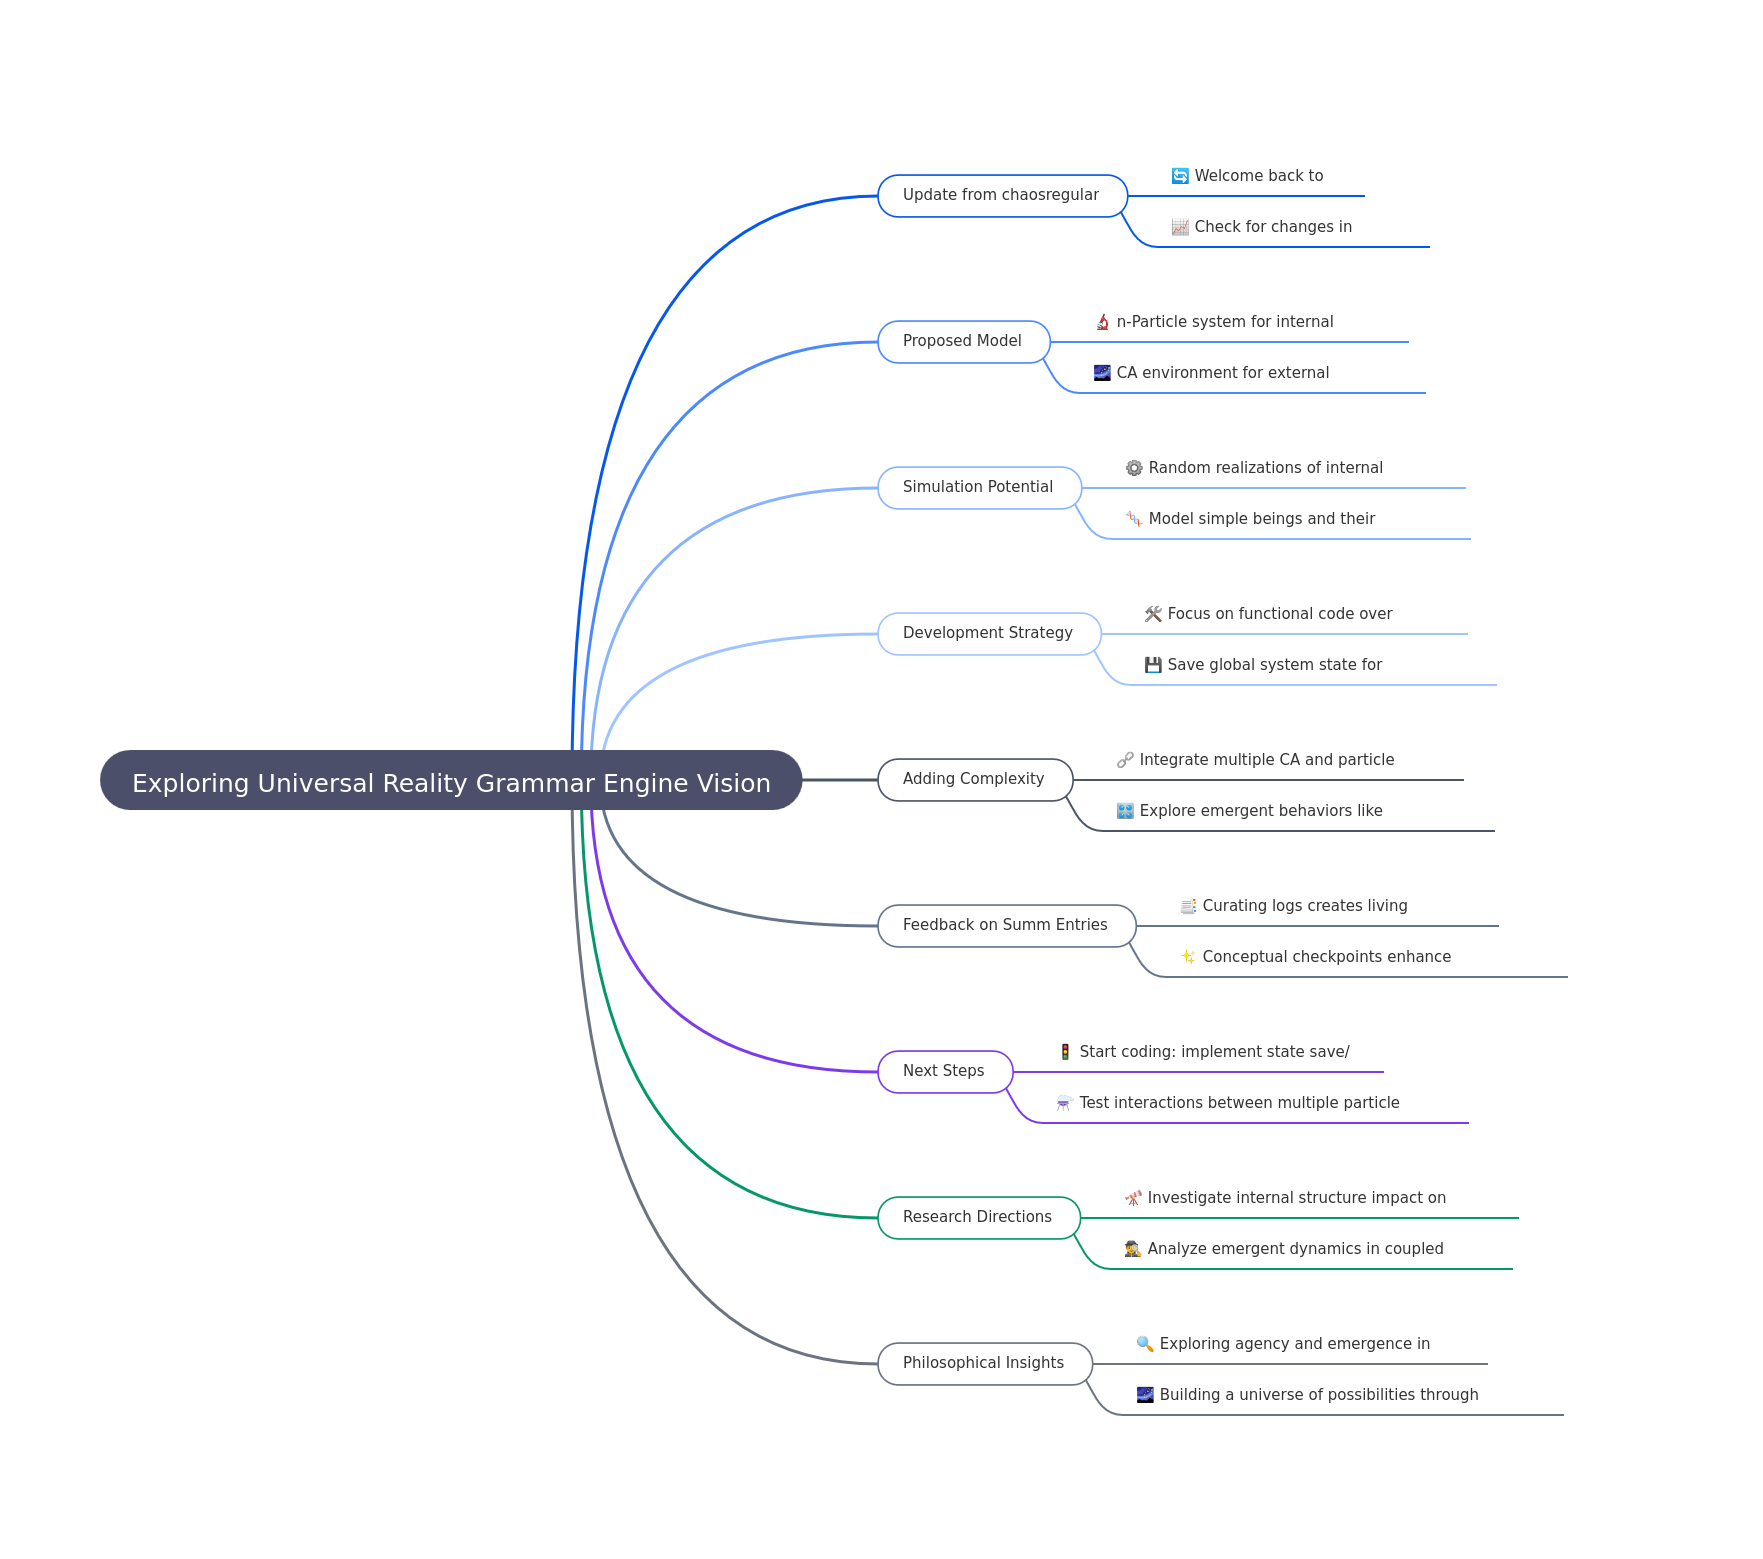 Exploring Universal Reality Grammar Engine Vision
Update from chaosregular
🔄 Welcome back to
📈 Check for changes in
Proposed Model
🔬 n-Particle system for internal
🌌 CA environment for external
Simulation Potential
⚙️ Random realizations of internal
🧬 Model simple beings and their
Development Strategy
🛠️ Focus on functional code over
💾 Save global system state for
Adding Complexity
🔗 Integrate multiple CA and particle
🎛️ Explore emergent behaviors like
Feedback on Summ Entries
📑 Curating logs creates living
✨ Conceptual checkpoints enhance
Next Steps
🚦 Start coding: implement state save/
⚗️ Test interactions between multiple particle
Research Directions
🔭 Investigate internal structure impact on
🕵️ Analyze emergent dynamics in coupled
Philosophical Insights
🔍 Exploring agency and emergence in
🌌 Building a universe of possibilities through